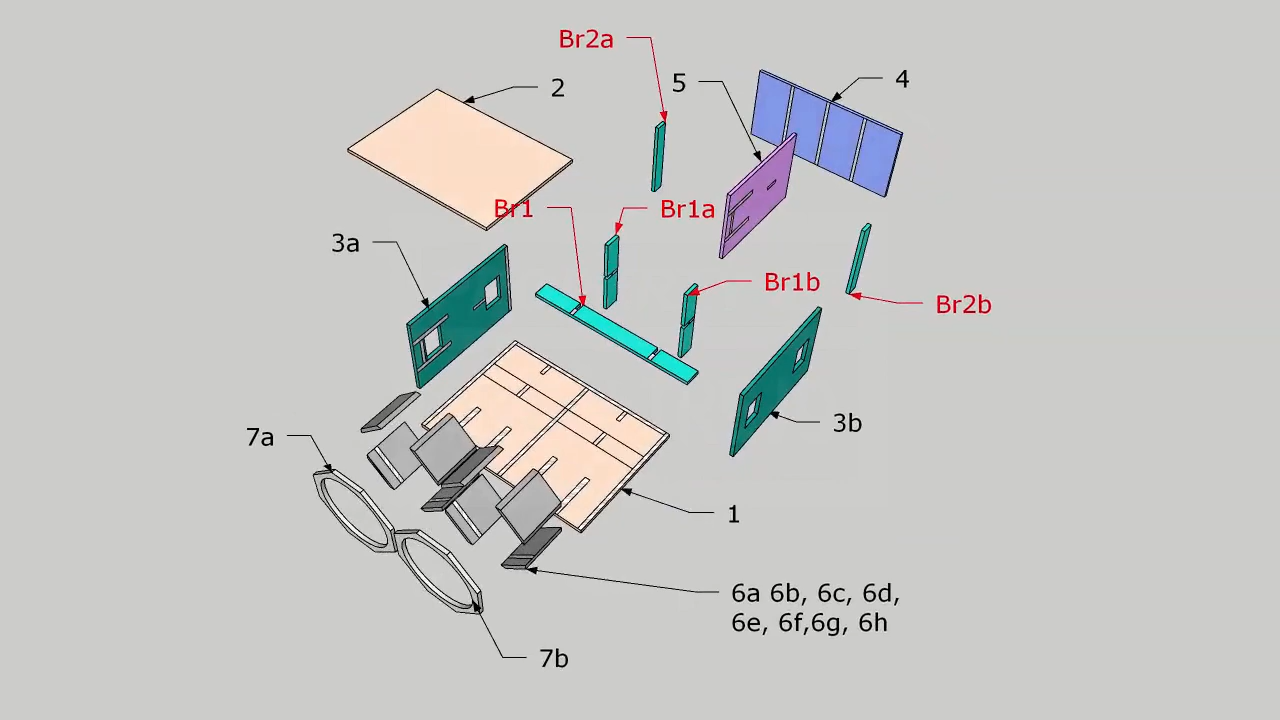 Br2a
5
4
2
Br1
Br1a
3a
Br1b
Br2b
3b
7a
1
6a 6b, 6c, 6d,
6e, 6f,6g, 6h
7b